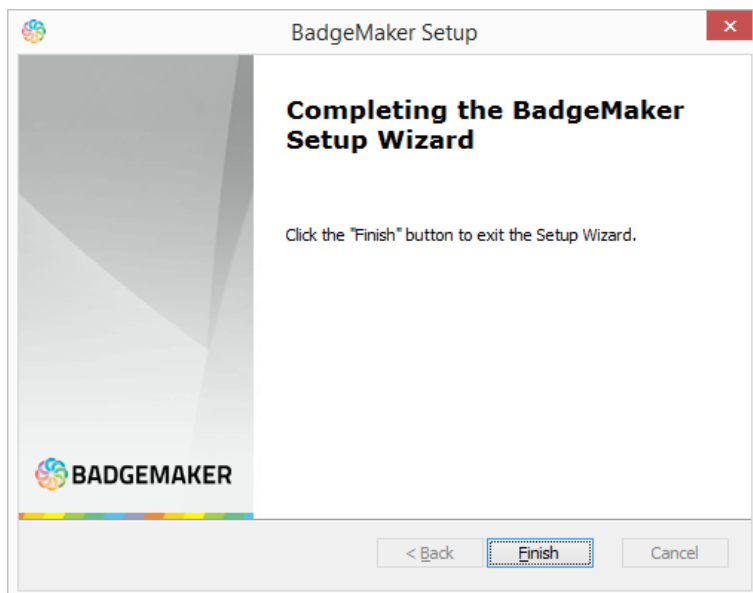 BadgeMaker Setup
Completing the BadgeMaker
Setup Wizard
Click the "Finish" button to exit the Setup Wizard.
BADGEMAKER
< Back Finish Cancel